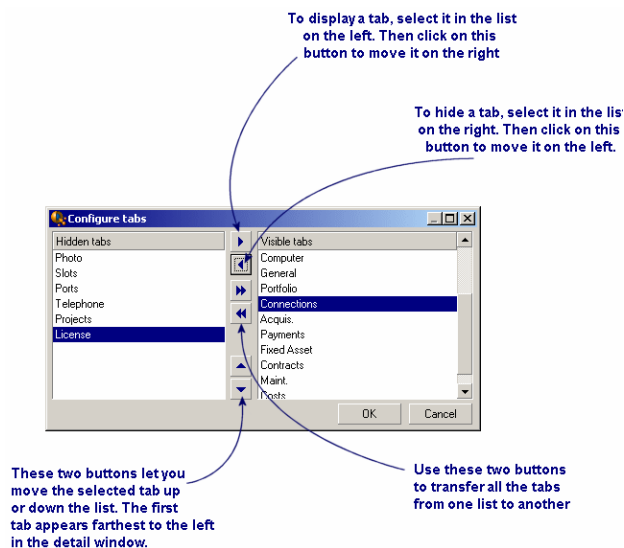 To display a tab, select it in the list
on the left. Then click on this
button to move it on the right
To hide a tab, select it in the list
on the right. Then click on this
button to move it on the left.
Configure tabs
Hidden tabs
Photo
Slots
Ports
Telephone
Projects
License
Visible tabs
Computer
General
Portfolio
Connections
Acquis.
Payments
Fixed Asset
Contracts
Maint.
Costs
OK
Cancel
These two buttons let you
move the selected tab up
or down the list. The first
tab appears farthest to the left
in the detail window.
Use these two buttons
to transfer all the tabs
from one list to another